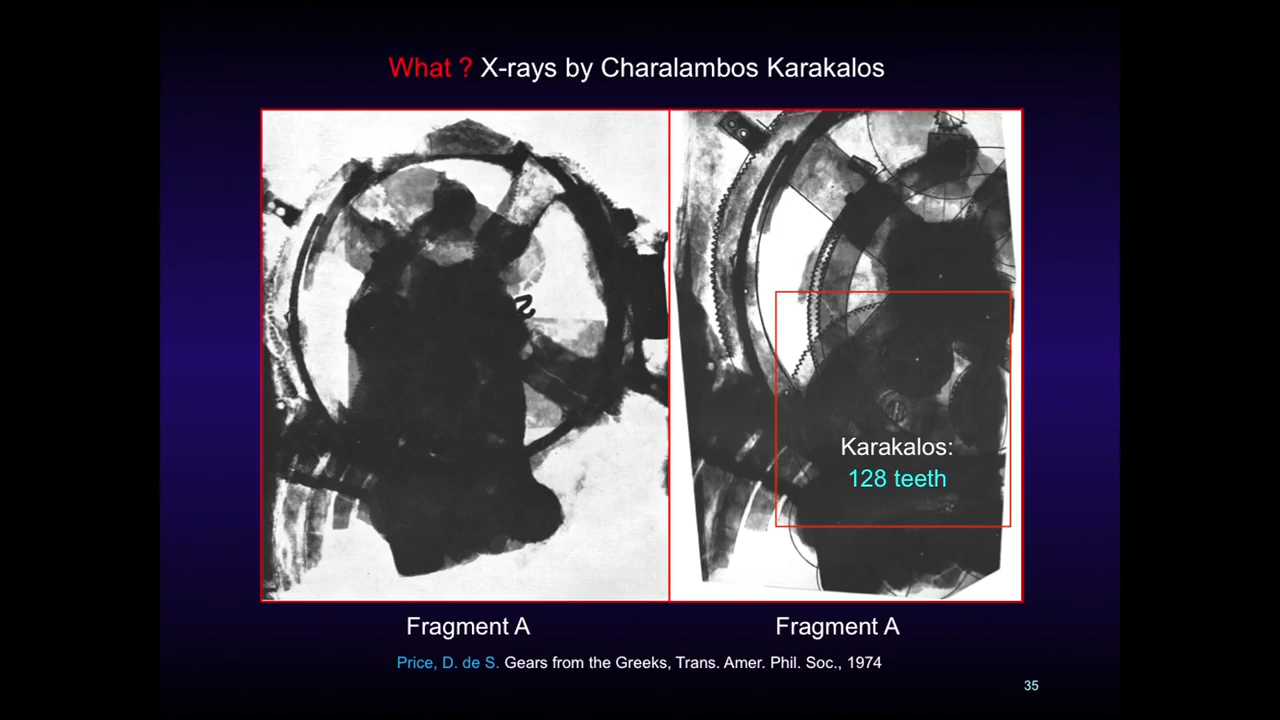 What ? X-rays by Charalambos Karakalos
Karakalos:
128 teeth
Fragment A
Fragment A
Price, D. de S. Gears from the Greeks, Trans. Amer. Phil. Soc., 1974
35